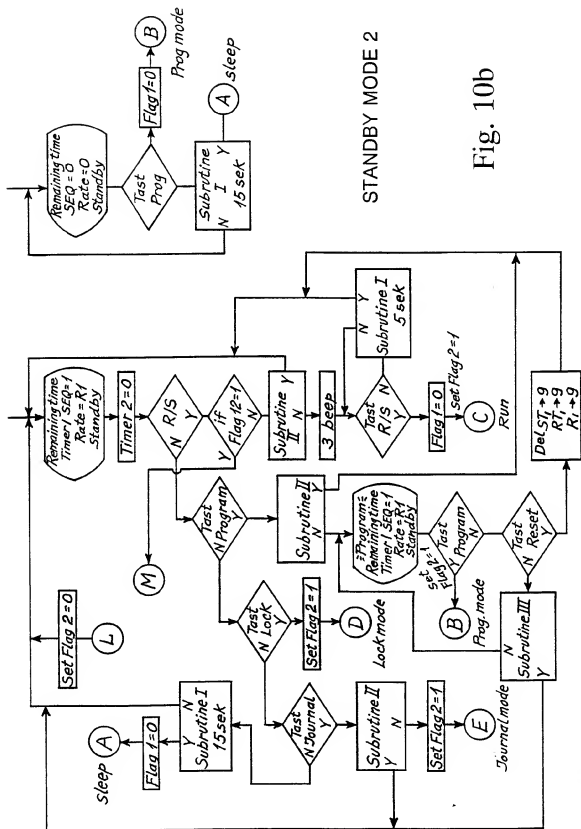 Remaining time
SEQ = 0
Rate = 0
Standby
Tast
Prog
Flag 1=0
B
Prog mode
Subrutine
N I Y
15 sek
A
sleep
STANDBY MODE 2
Fig. 10b
Remaining time
Timer 1 SEQ=1
Rate = R1
Standby
Timer 2=0
R/S
N Y
if
Flag 12=1
Y N
M
Subrutine
II
N Y
3 beep
N Y
Subrutine I
5 sek
Tast
R/S
N
Y
Flag 1=0
Set Flag 2=1
C
Run
Tast
N Program
Y
Subrutine II
N Y
÷Program÷
Remaining time
Timer 1 SEQ=1
Rate = R1
Standby
Set
Flag2=1
Y Tast
Program
N
B
Prog. mode
N Tast
Reset
Y
Del ST₁→9
RT₁→9
R₁→9
Subrutine III
N
Y
Set Flag 2=0
L
Tast
N Lock
Y
Set Flag 2=1
D
Lock mode
sleep
A
Flag 1=0
Y N
Subrutine I
15sek
Tast
N Journal
Y
Subrutine II
Y N
Set Flag 2=1
E
Journal mode